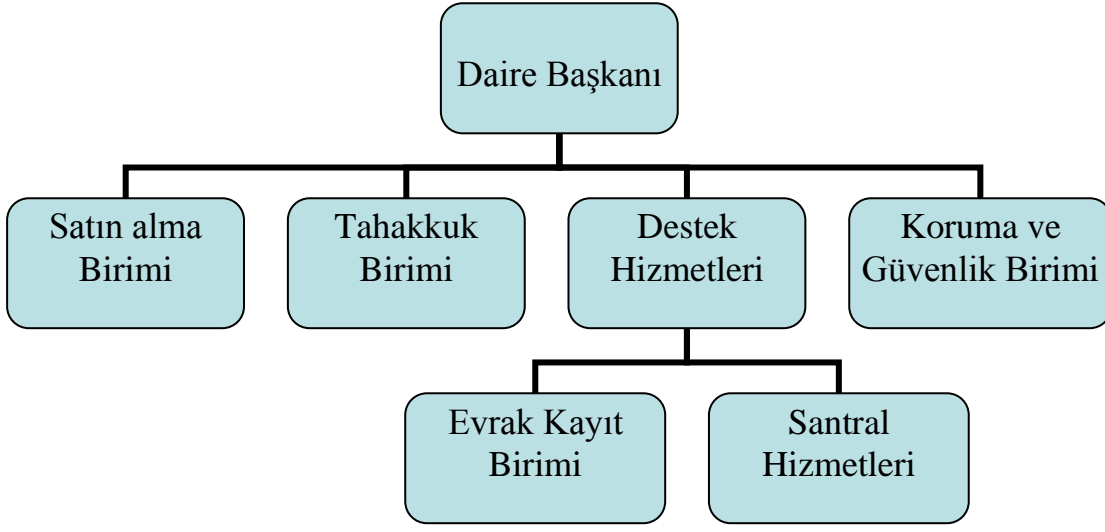 Daire Başkanı
Satın alma
Birimi
Tahakkuk
Birimi
Destek
Hizmetleri
Koruma ve
Güvenlik Birimi
Evrak Kayıt
Birimi
Santral
Hizmetleri